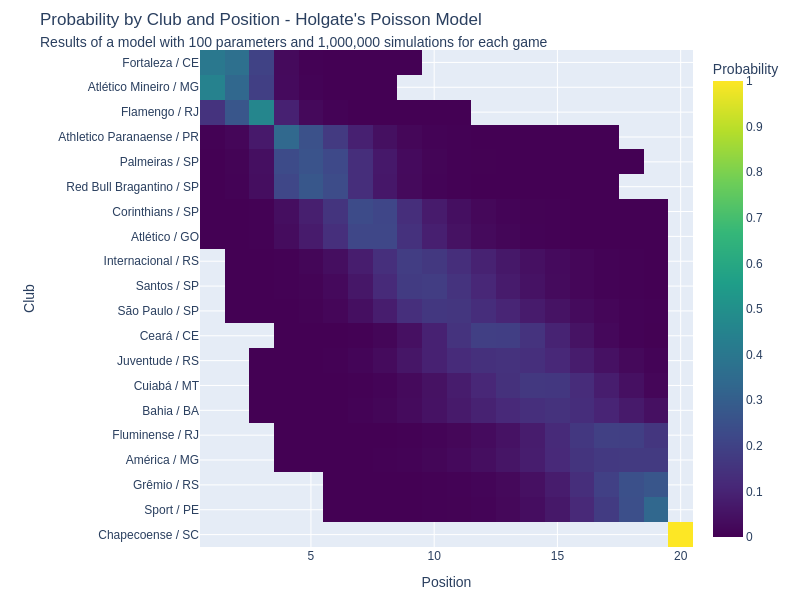 Probability by Club and Position - Holgate's Poisson Model
Results of a model with 100 parameters and 1,000,000 simulations for each game
Probability
Fortaleza / CE
Atlético Mineiro / MG
Flamengo / RJ
Athletico Paranaense / PR
Palmeiras / SP
Red Bull Bragantino / SP
Corinthians / SP
Atlético / GO
Internacional / RS
Santos / SP
São Paulo / SP
Ceará / CE
Juventude / RS
Cuiabá / MT
Bahia / BA
Fluminense / RJ
América / MG
Grêmio / RS
Sport / PE
Chapecoense / SC
Club
5
10
15
20
Position
1
0.9
0.8
0.7
0.6
0.5
0.4
0.3
0.2
0.1
0